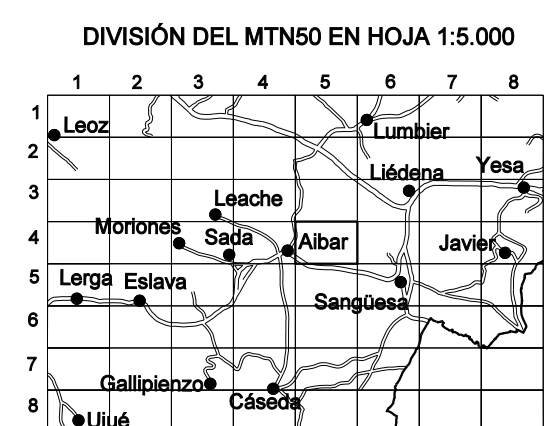 DIVISIÓN DEL MTN50 EN HOJA 1:5.000
1 2 3 4 5 6 7 8
1
Leoz
Lumbier
2
Liédena
Yesa
3
Leache
Moriones
Sada
4
Aibar
Javier
5
Lerga
Eslava
Sangüesa
6
7
Gallipienzo
Cáseda
8
Ujué